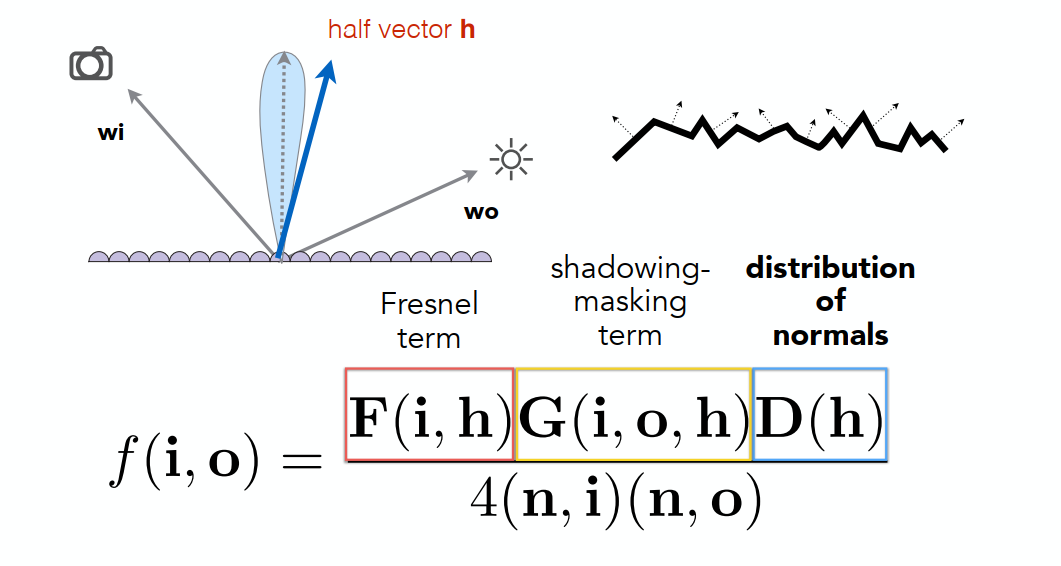 half vector h
wi
wo
Fresnel
term
shadowing-
masking
term
distribution
of
normals
f(i, o) = F(i, h)G(i, o, h)D(h)
4(n, i)(n, o)